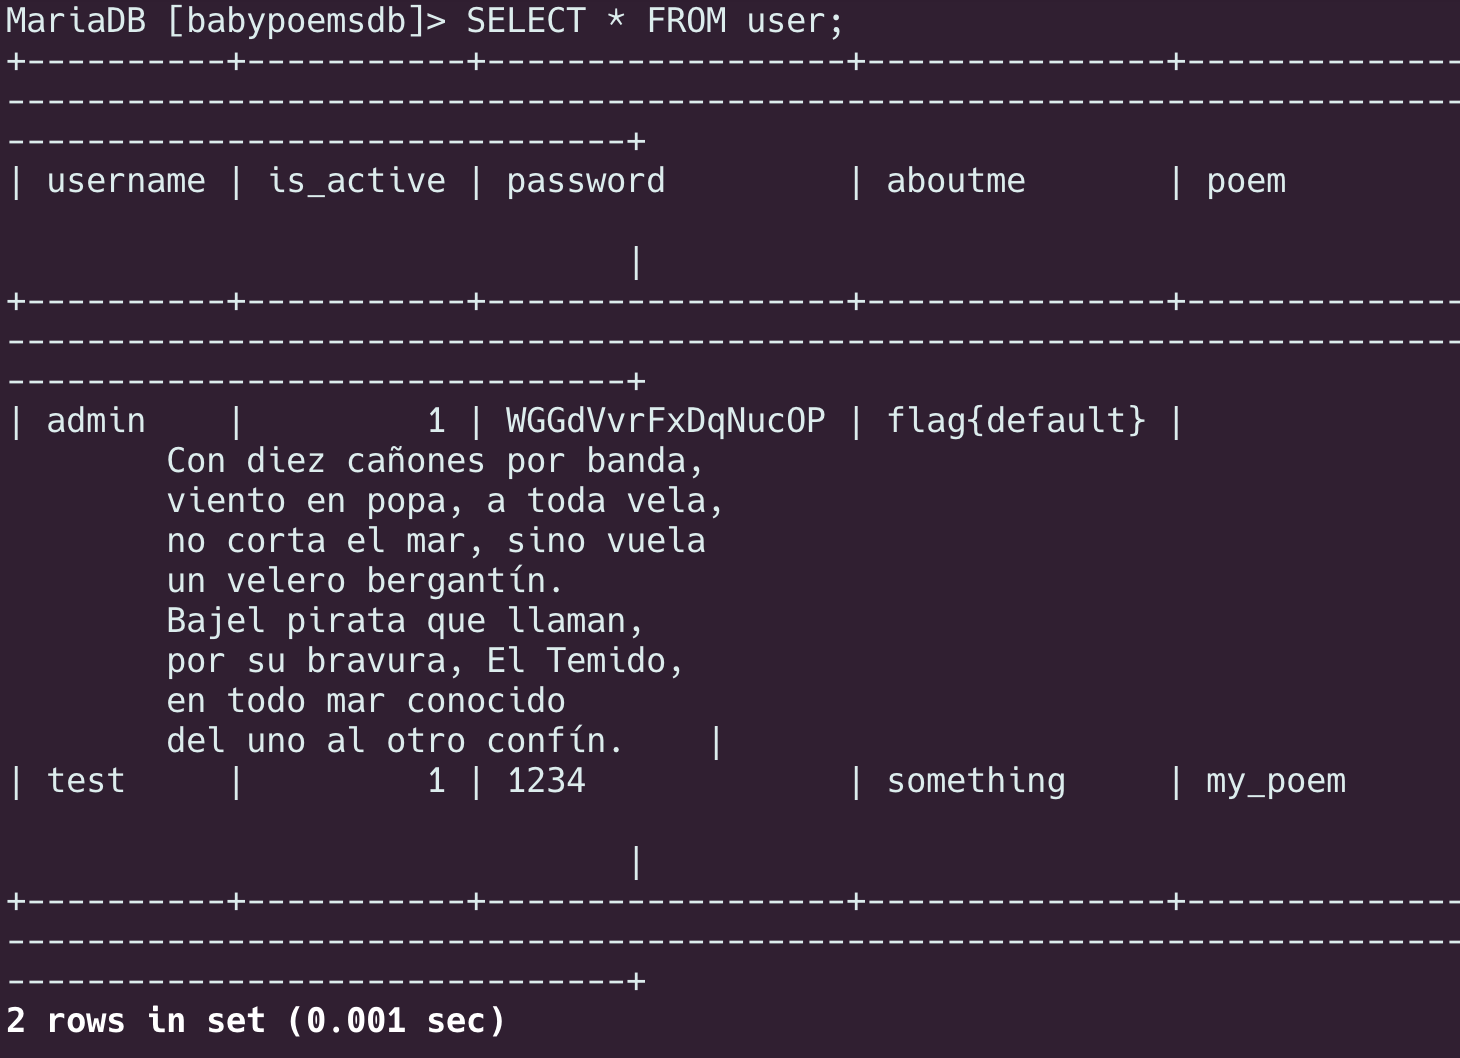 MariaDB [babypoemsdb]> SELECT * FROM user;
+----------+-----------+------------------+---------------+--------------
-------------------------------------------------------------------------
-------------------------------+
| username | is_active | password         | aboutme       | poem

                               |
+----------+-----------+------------------+---------------+--------------
-------------------------------------------------------------------------
-------------------------------+
| admin    |         1 | WGGdVvrFxDqNucOP | flag{default} |
        Con diez cañones por banda,
        viento en popa, a toda vela,
        no corta el mar, sino vuela
        un velero bergantín.
        Bajel pirata que llaman,
        por su bravura, El Temido,
        en todo mar conocido
        del uno al otro confín.    |
| test     |         1 | 1234             | something     | my_poem

                               |
+----------+-----------+------------------+---------------+--------------
-------------------------------------------------------------------------
-------------------------------+
2 rows in set (0.001 sec)